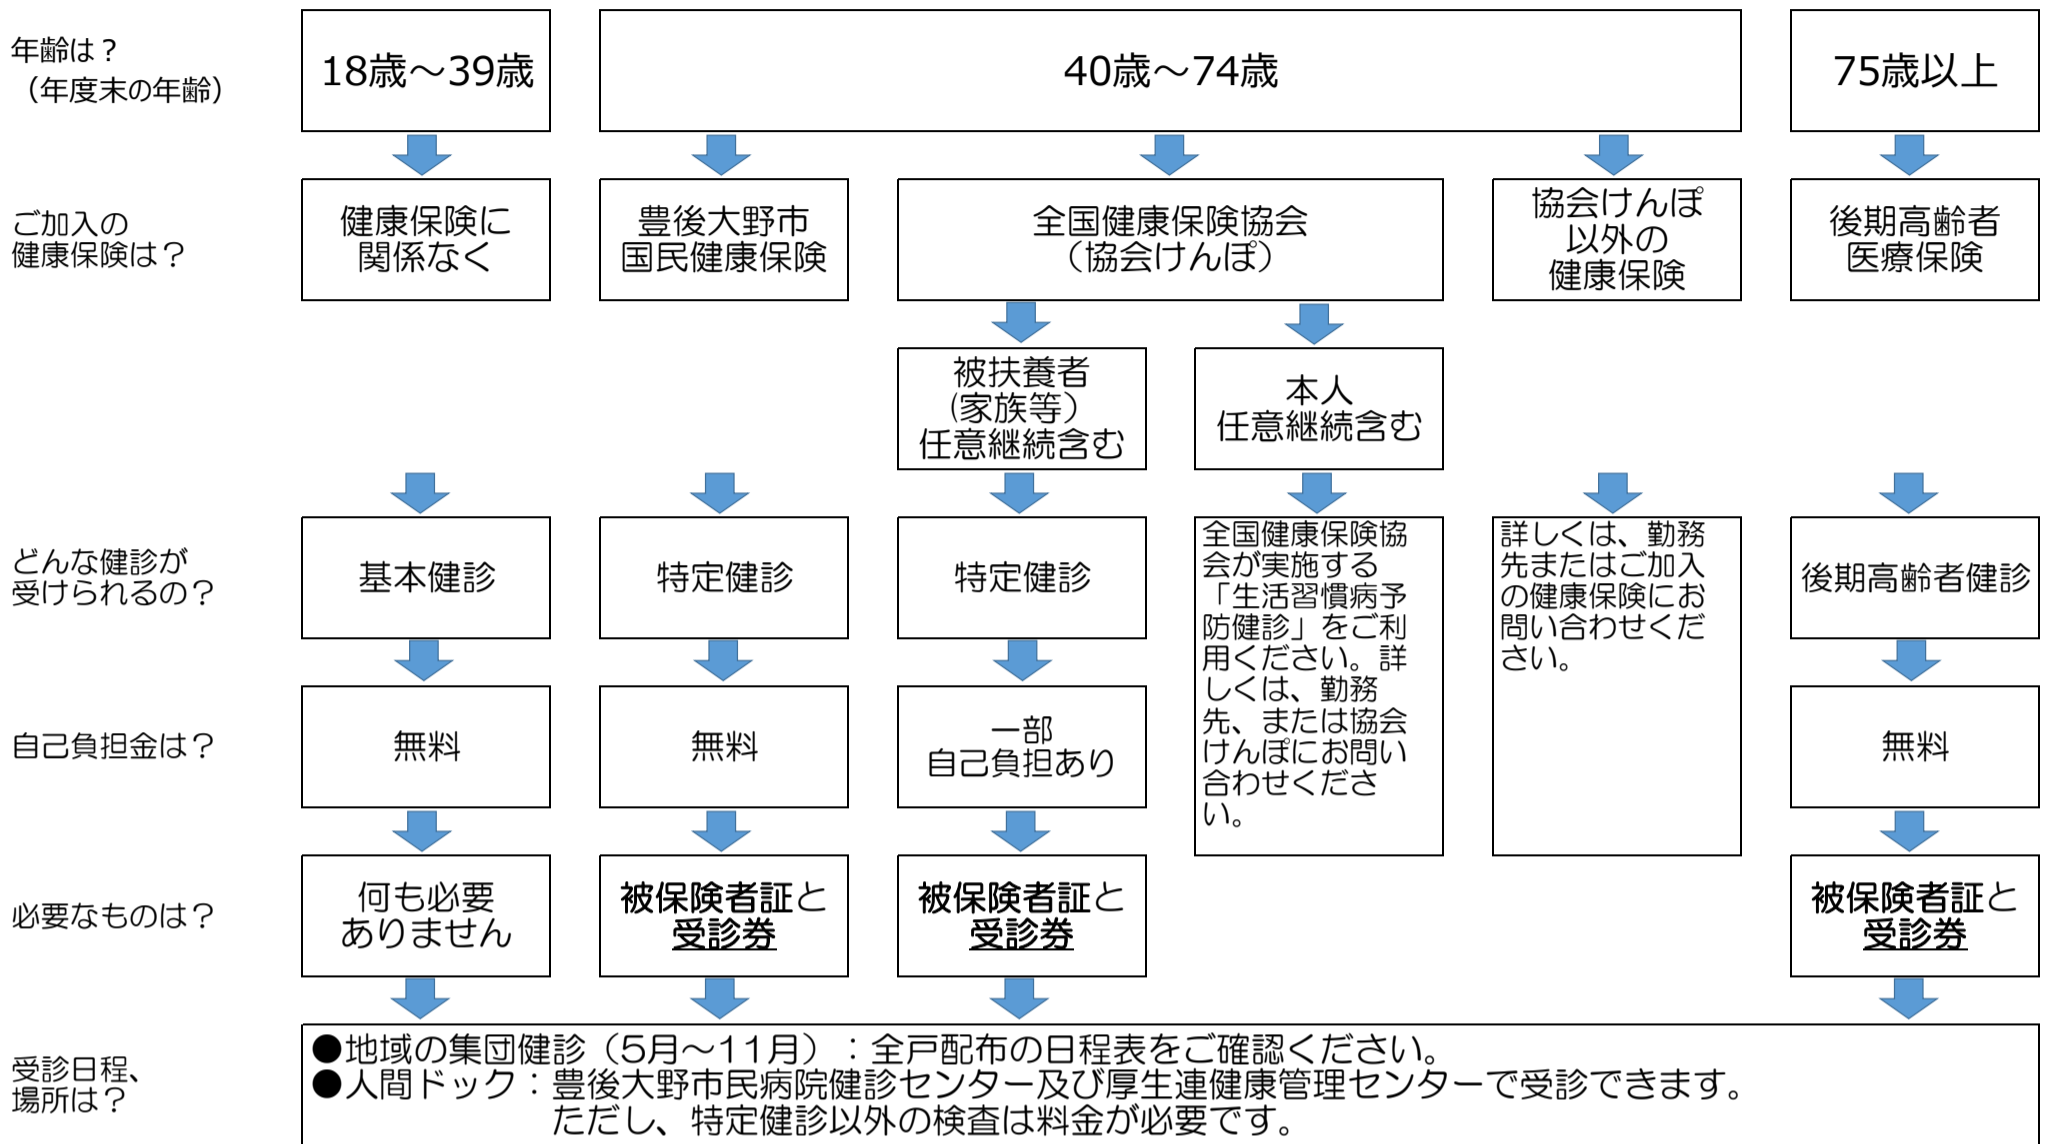 年齢は？
（年度末の年齢）
18歳～39歳
40歳～74歳
75歳以上
ご加入の
健康保険は？
健康保険に
関係なく
豊後大野市
国民健康保険
全国健康保険協会
（協会けんぽ）
協会けんぽ
以外の
健康保険
後期高齢者
医療保険
被扶養者
(家族等）
任意継続含む
本人
任意継続含む
どんな健診が
受けられるの？
基本健診
特定健診
特定健診
全国健康保険協
会が実施する
「生活習慣病予
防健診」をご利
用ください。詳
しくは、勤務
先、または協会
けんぽにお問い
合わせくださ
い。
詳しくは、勤務
先またはご加入
の健康保険にお
問い合わせくだ
さい。
後期高齢者健診
自己負担金は？
無料
無料
一部
自己負担あり
無料
必要なものは？
何も必要
ありません
被保険者証と
受診券
被保険者証と
受診券
被保険者証と
受診券
受診日程、
場所は？
●地域の集団健診（5月～11月）：全戸配布の日程表をご確認ください。
●人間ドック：豊後大野市民病院健診センター及び厚生連健康管理センターで受診できます。
ただし、特定健診以外の検査は料金が必要です。